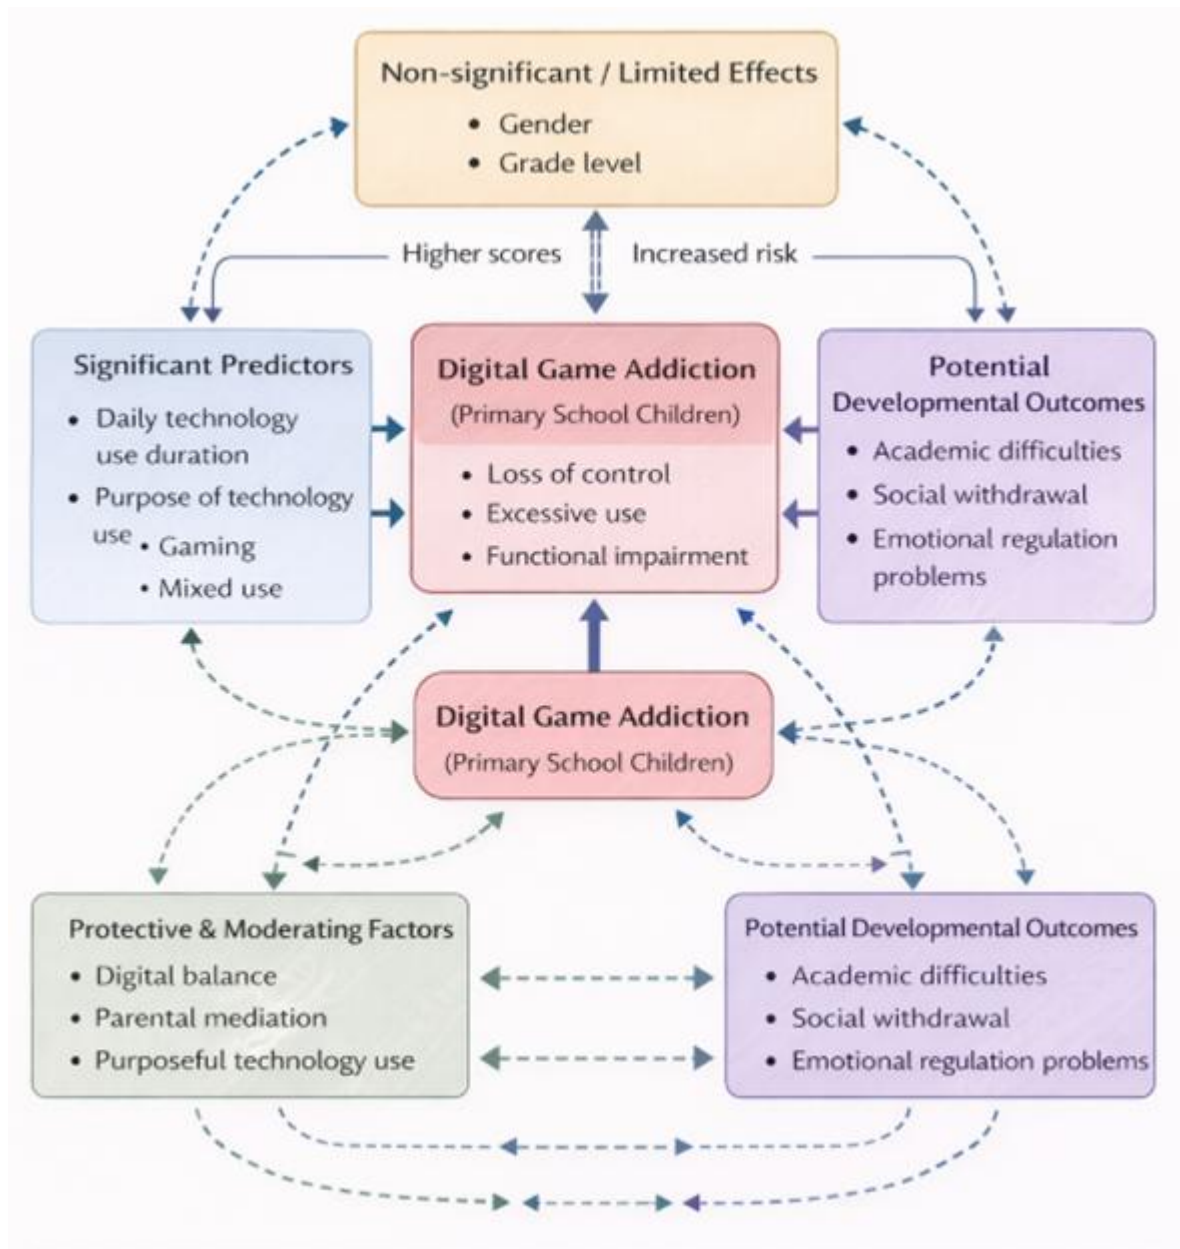 Non-significant / Limited Effects
• Gender
• Grade level
Higher scores
Increased risk
Significant Predictors
• Daily technology
use duration
• Purpose of technology
use
• Gaming
• Mixed use
Digital Game Addiction
(Primary School Children)
• Loss of control
• Excessive use
• Functional impairment
Potential
Developmental Outcomes
• Academic difficulties
• Social withdrawal
• Emotional regulation
problems
Digital Game Addiction
(Primary School Children)
Protective & Moderating Factors
• Digital balance
• Parental mediation
• Purposeful technology use
Potential Developmental Outcomes
• Academic difficulties
• Social withdrawal
• Emotional regulation problems